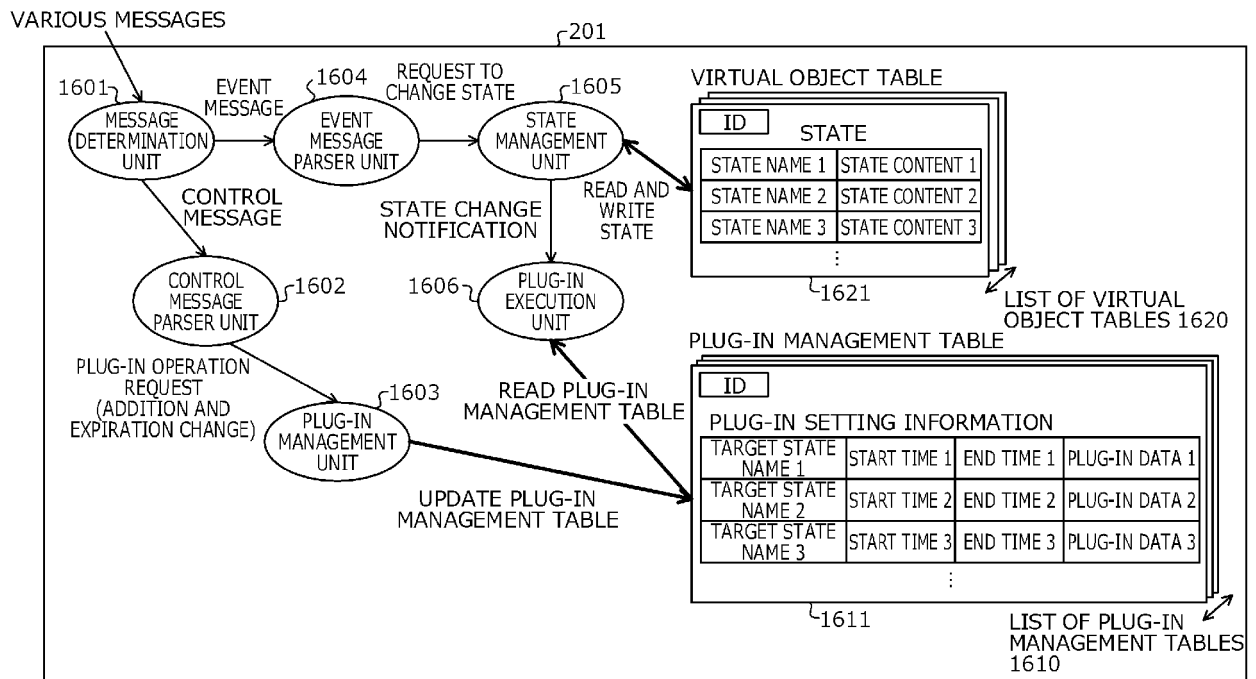 VARIOUS MESSAGES
201
1601
MESSAGE
DETERMINATION
UNIT
EVENT
MESSAGE
1604
EVENT
MESSAGE
PARSER UNIT
REQUEST TO
CHANGE STATE
1605
STATE
MANAGEMENT
UNIT
VIRTUAL OBJECT TABLE
ID
STATE
STATE NAME 1 STATE CONTENT 1
STATE NAME 2 STATE CONTENT 2
STATE NAME 3 STATE CONTENT 3
⋮
1621
LIST OF VIRTUAL
OBJECT TABLES 1620
READ AND
WRITE
STATE
CONTROL
MESSAGE
STATE CHANGE
NOTIFICATION
CONTROL
MESSAGE
PARSER UNIT
1602
1606
PLUG-IN
EXECUTION
UNIT
PLUG-IN OPERATION
REQUEST
(ADDITION AND
EXPIRATION CHANGE)
1603
PLUG-IN
MANAGEMENT
UNIT
READ PLUG-IN
MANAGEMENT TABLE
UPDATE PLUG-IN
MANAGEMENT TABLE
PLUG-IN MANAGEMENT TABLE
ID
PLUG-IN SETTING INFORMATION
TARGET STATE
NAME 1 START TIME 1 END TIME 1 PLUG-IN DATA 1
TARGET STATE
NAME 2 START TIME 2 END TIME 2 PLUG-IN DATA 2
TARGET STATE
NAME 3 START TIME 3 END TIME 3 PLUG-IN DATA 3
⋮
1611
LIST OF PLUG-IN
MANAGEMENT TABLES
1610